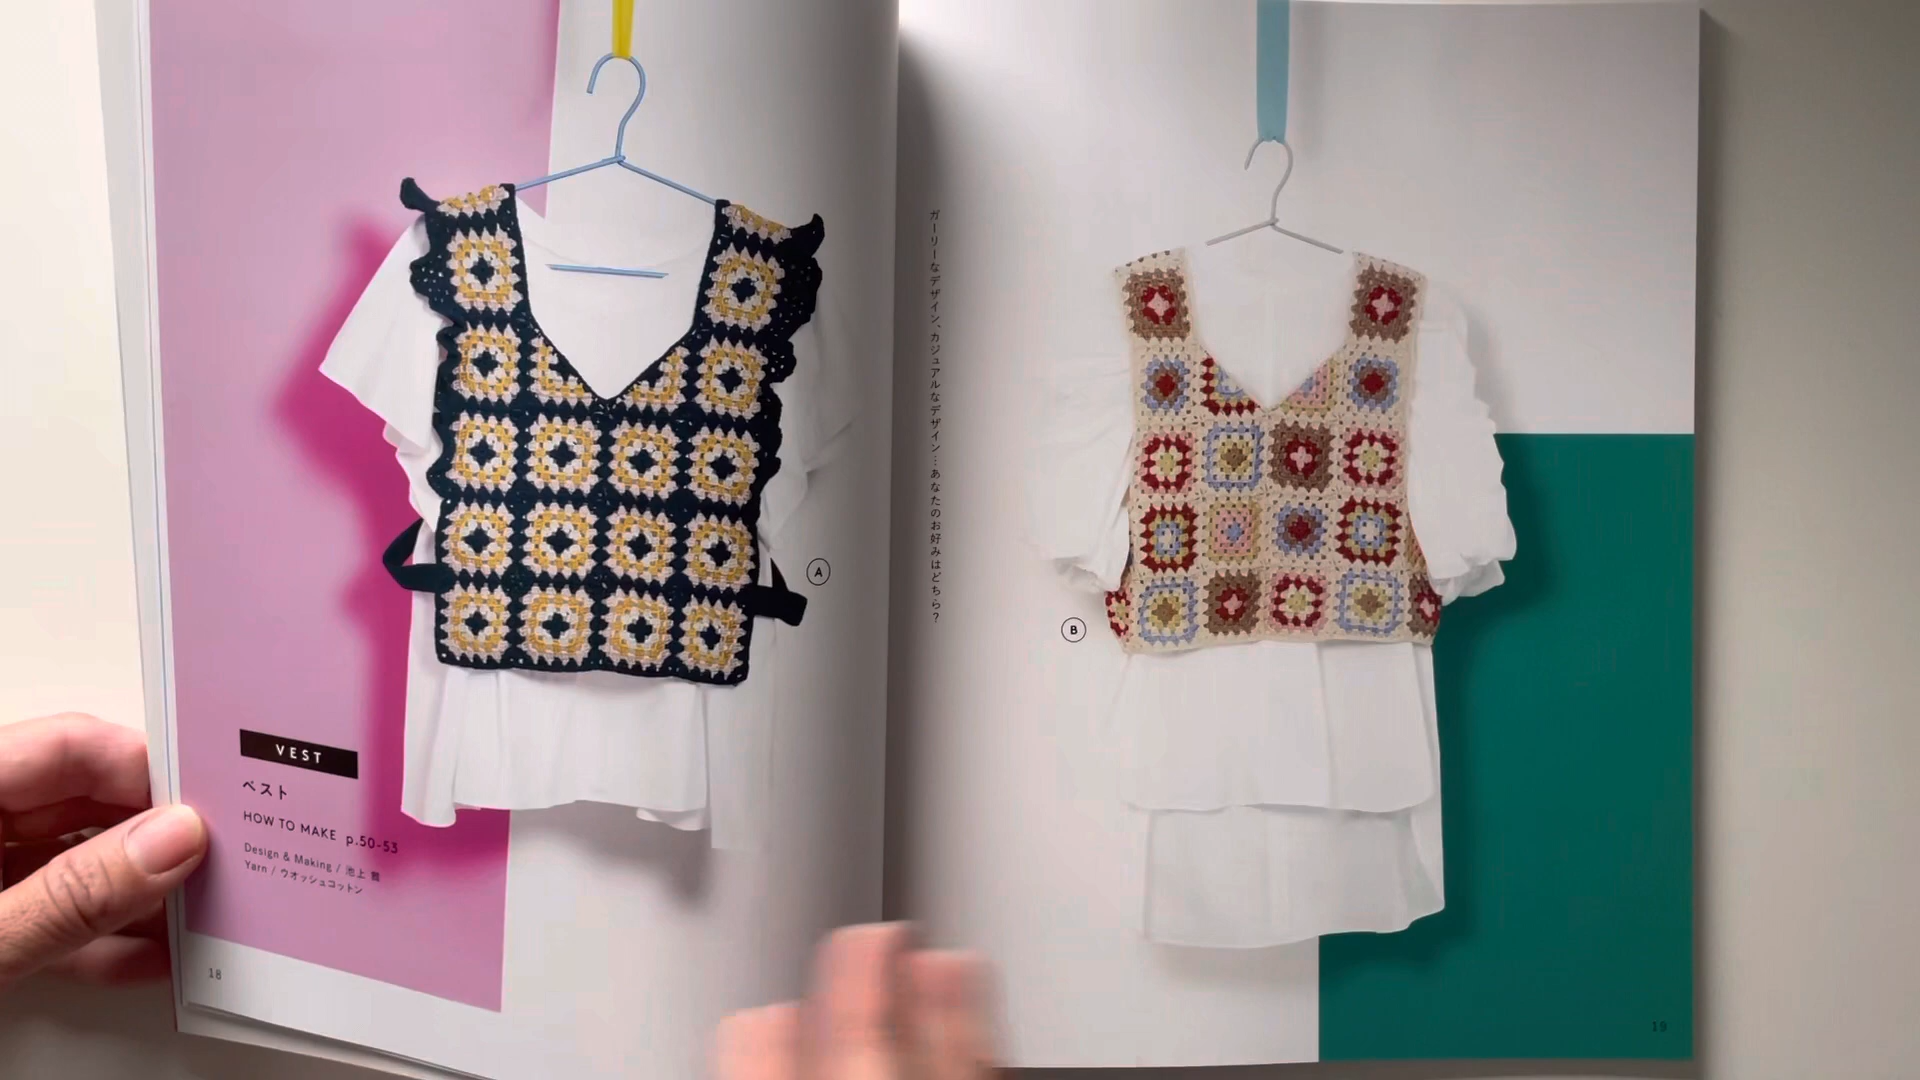 VEST
ベスト
HOW TO MAKE p.50-53
Design & Making / 池上 舞
Yarn / ウオッシュコットン
18
A
ガーリーなデザイン、カジュアルなデザイン…あなたのお好みはどちら？
B
19